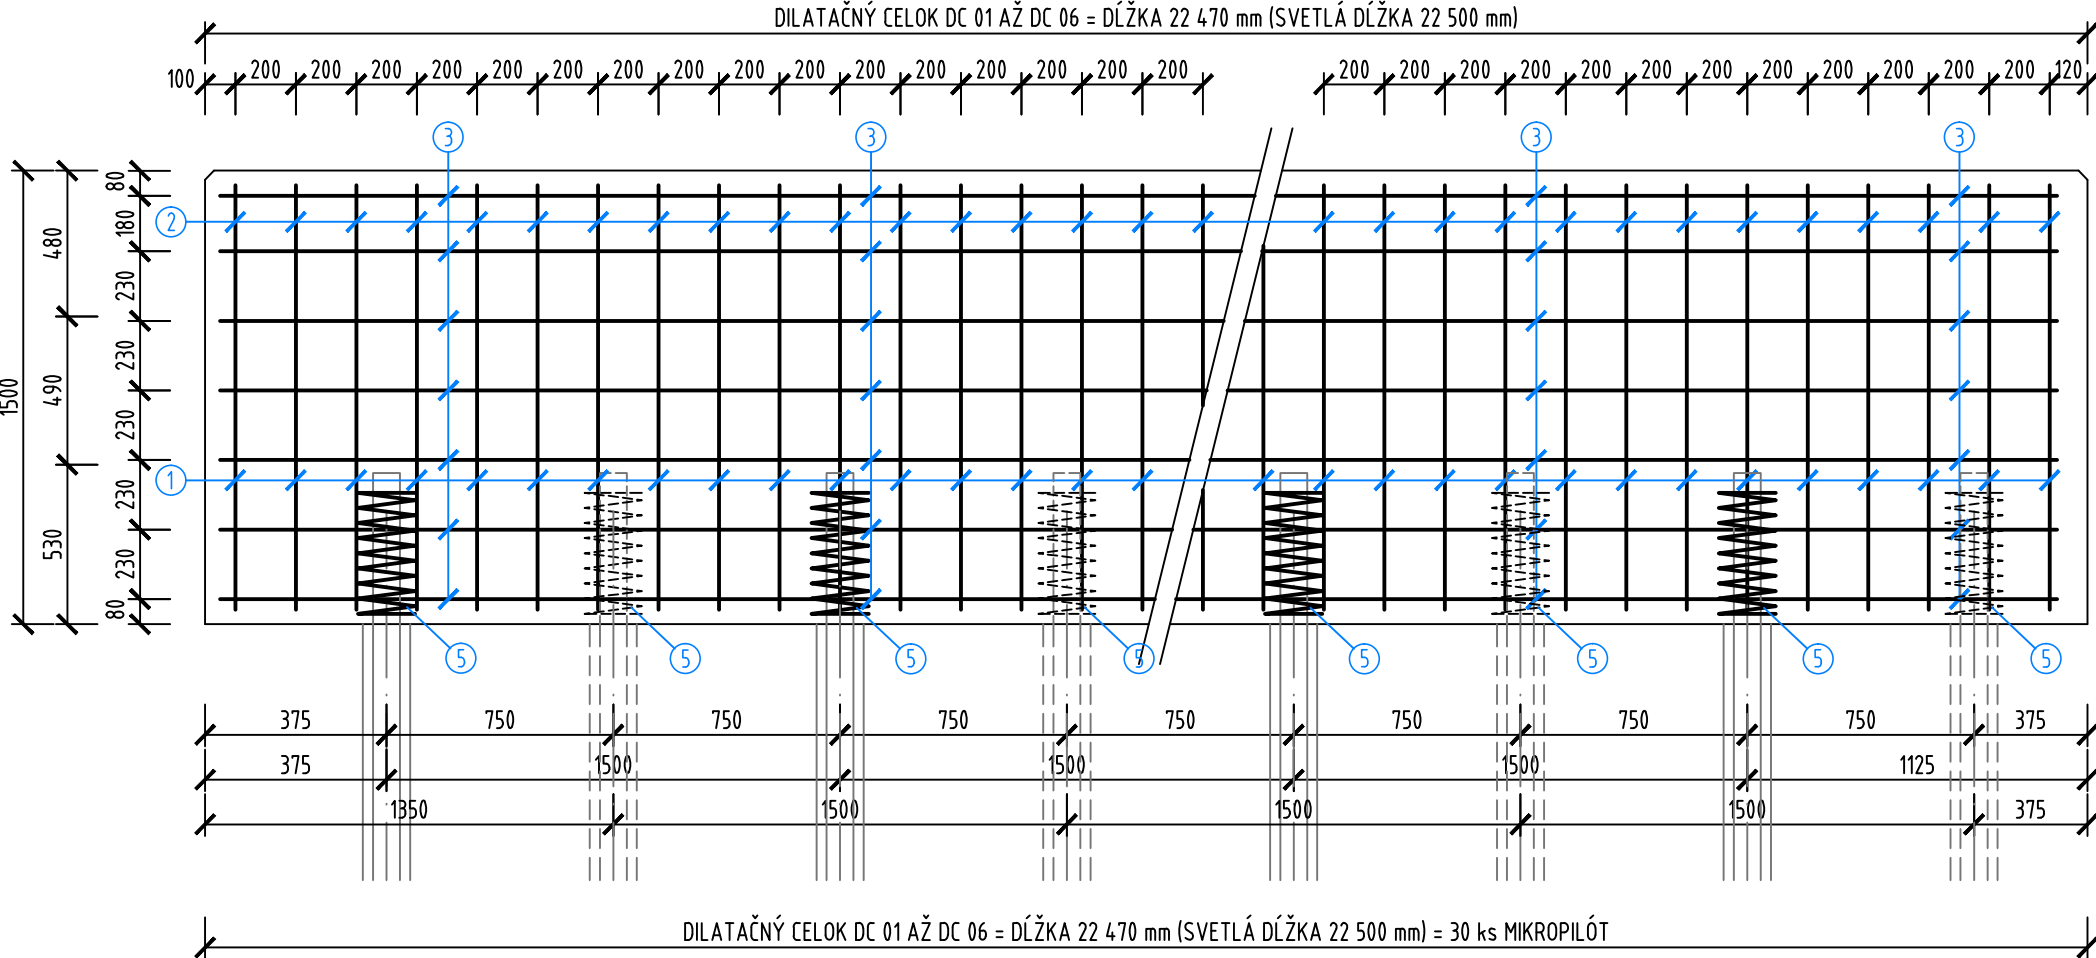 DILATAČNÝ CELOK DC 01 AŽ DC 06 = DĹŽKA 22 470 mm (SVETLÁ DĹŽKA 22 500 mm)
100 200 200 200 200 200 200 200 200 200 200 200 200 200 200 200 200 200 200 200 200 200 200 200 200 200 200 200 200 120
3 3 3 3
80
2
180
480
230
230
490
1500
230
1
230
530
230
80
5 5 5 5 5 5 5 5
375 750 750 750 750 750 750 750 375
375 1500 1500 1500 1125
1350 1500 1500 1500 375
DILATAČNÝ CELOK DC 01 AŽ DC 06 = DĹŽKA 22 470 mm (SVETLÁ DĹŽKA 22 500 mm) = 30 ks MIKROPILÓT